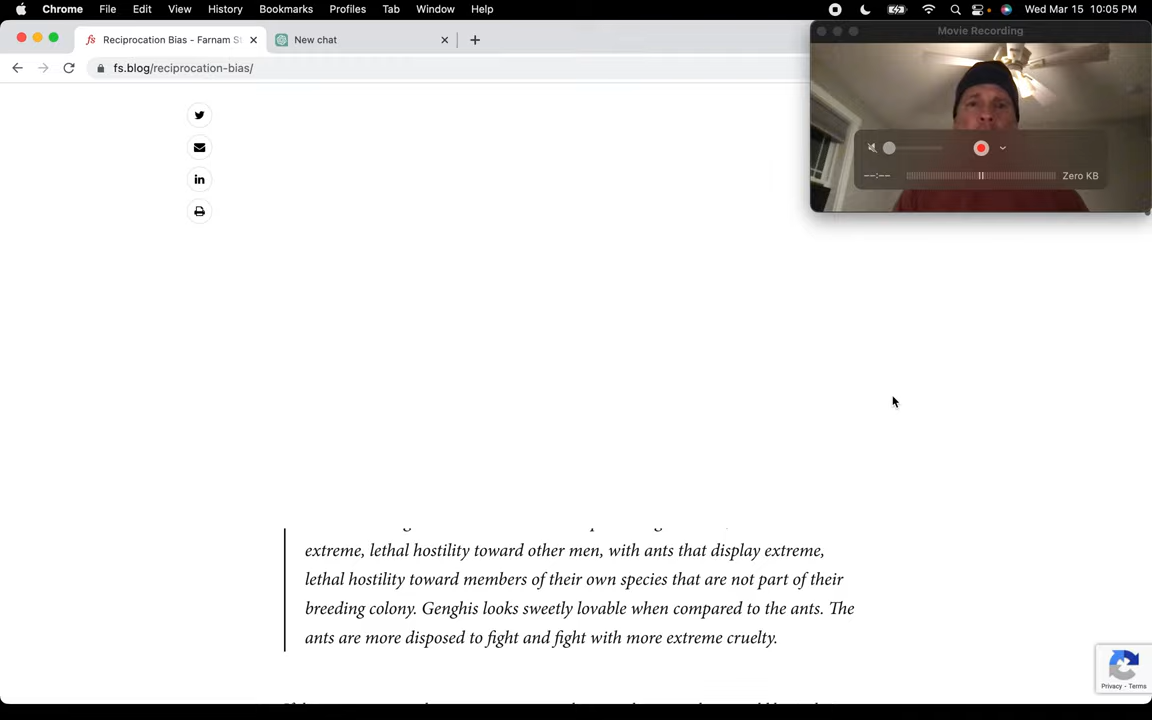 Chrome File Edit View History Bookmarks Profiles Tab Window Help Wed Mar 15 10:05 PM
Reciprocation Bias - Farnam S
New chat
Movie Recording
fs.blog/reciprocation-bias/
--:-- Zero KB
extreme, lethal hostility toward other men, with ants that display extreme,
lethal hostility toward members of their own species that are not part of their
breeding colony. Genghis looks sweetly lovable when compared to the ants. The
ants are more disposed to fight and fight with more extreme cruelty.
Privacy - Terms